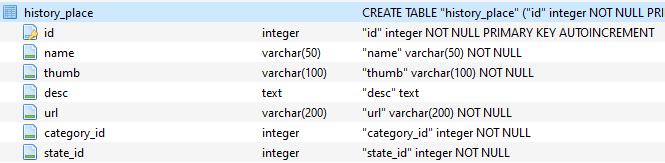 history_place CREATE TABLE "history_place" ("id" integer NOT NULL PRI
id integer "id" integer NOT NULL PRIMARY KEY AUTOINCREMENT
name varchar(50) "name" varchar(50) NOT NULL
thumb varchar(100) "thumb" varchar(100) NOT NULL
desc text "desc" text
url varchar(200) "url" varchar(200) NOT NULL
category_id integer "category_id" integer NOT NULL
state_id integer "state_id" integer NOT NULL